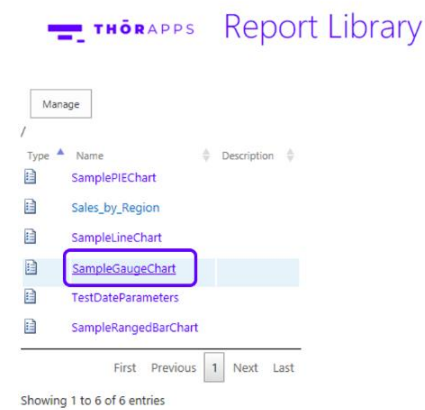 THŌRAPPS Report Library
Manage
/
Type Name Description
SamplePIEChart
Sales_by_Region
SampleLineChart
SampleGaugeChart
TestDateParameters
SampleRangedBarChart
First Previous 1 Next Last
Showing 1 to 6 of 6 entries